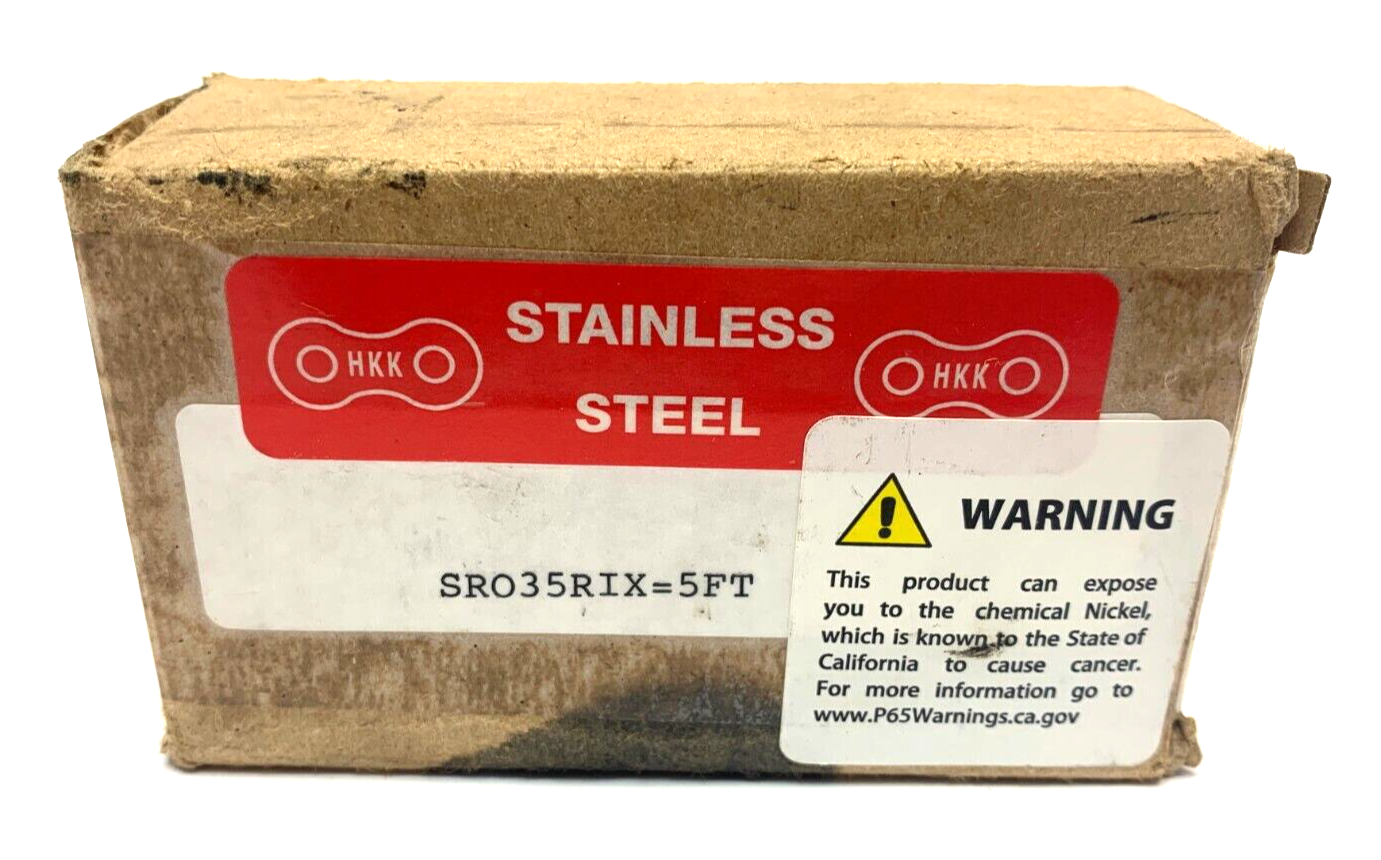 STAINLESS
HKK HKK
STEEL
SRO35RIX=5FT
WARNING
This product can expose
you to the chemical Nickel,
which is known to the State of
California to cause cancer.
For more information go to
www.P65Warnings.ca.gov